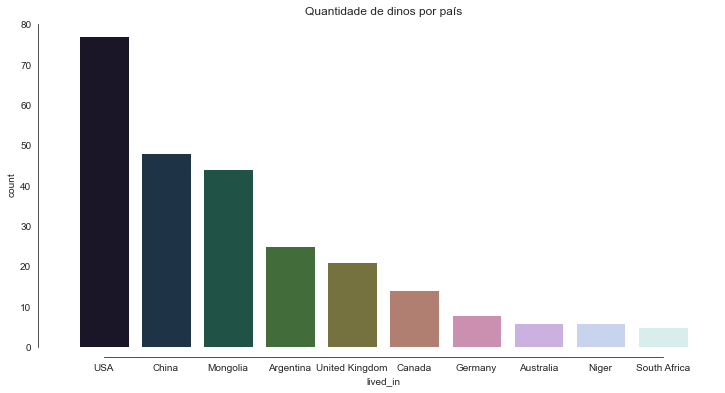 Quantidade de dinos por país
80
70
60
50
40
30
20
10
0
count
USA China Mongolia Argentina United Kingdom Canada Germany Australia Niger South Africa
lived_in